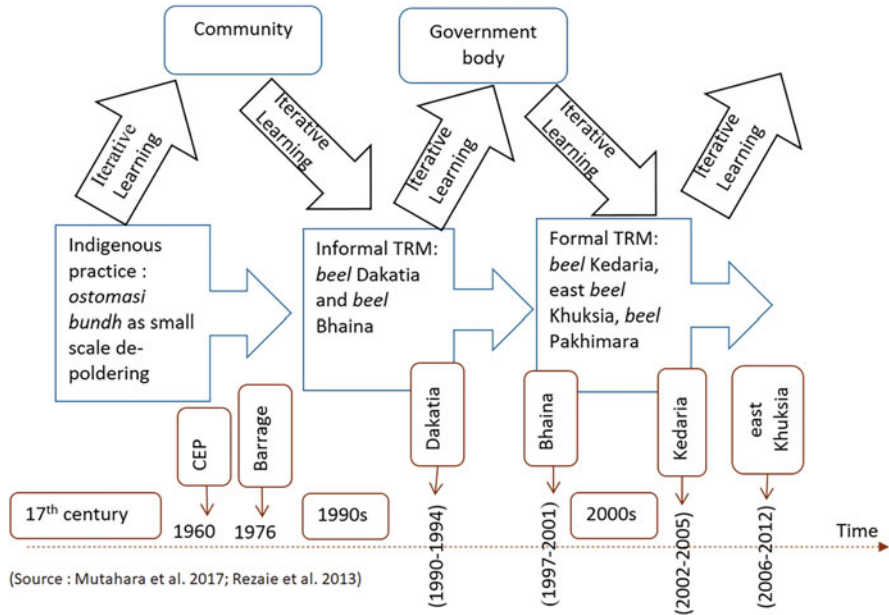 Community
Government
body
Iterative
Learning
Iterative
Learning
Iterative
Learning
Iterative
Learning
Iterative
Learning
Indigenous
practice :
ostomasi
bundh as small
scale de-
poldering
Informal TRM:
beel Dakatia
and beel
Bhaina
Formal TRM:
beel Kedaria,
east beel
Khuksia, beel
Pakhimara
CEP
Barrage
Dakatia
Bhaina
Kedaria
east
Khuksia
17th century
1960
1976
1990s
(1990-1994)
(1997-2001)
2000s
(2002-2005)
(2006-2012)
Time
(Source : Mutahara et al. 2017; Rezaie et al. 2013)